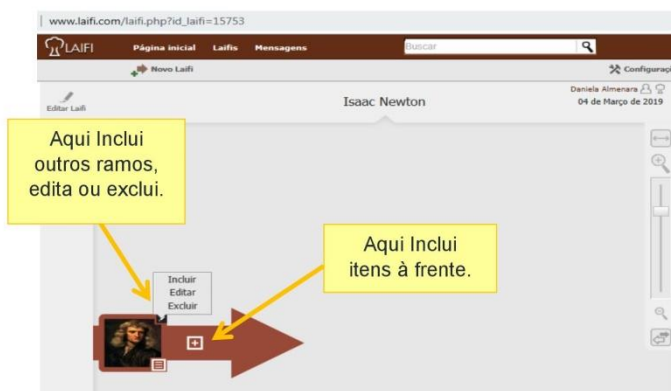 www.laifi.com/laifi.php?id_laifi=15753
LAIFI Página inicial Laifis Mensagens Buscar
Novo Laifi Configuraçi
Editar Laifi
Isaac Newton
Daniela Almenara
04 de Março de 2019
Aqui Inclui
outros ramos,
edita ou exclui.
Aqui Inclui
itens à frente.
Incluir
Editar
Excluir